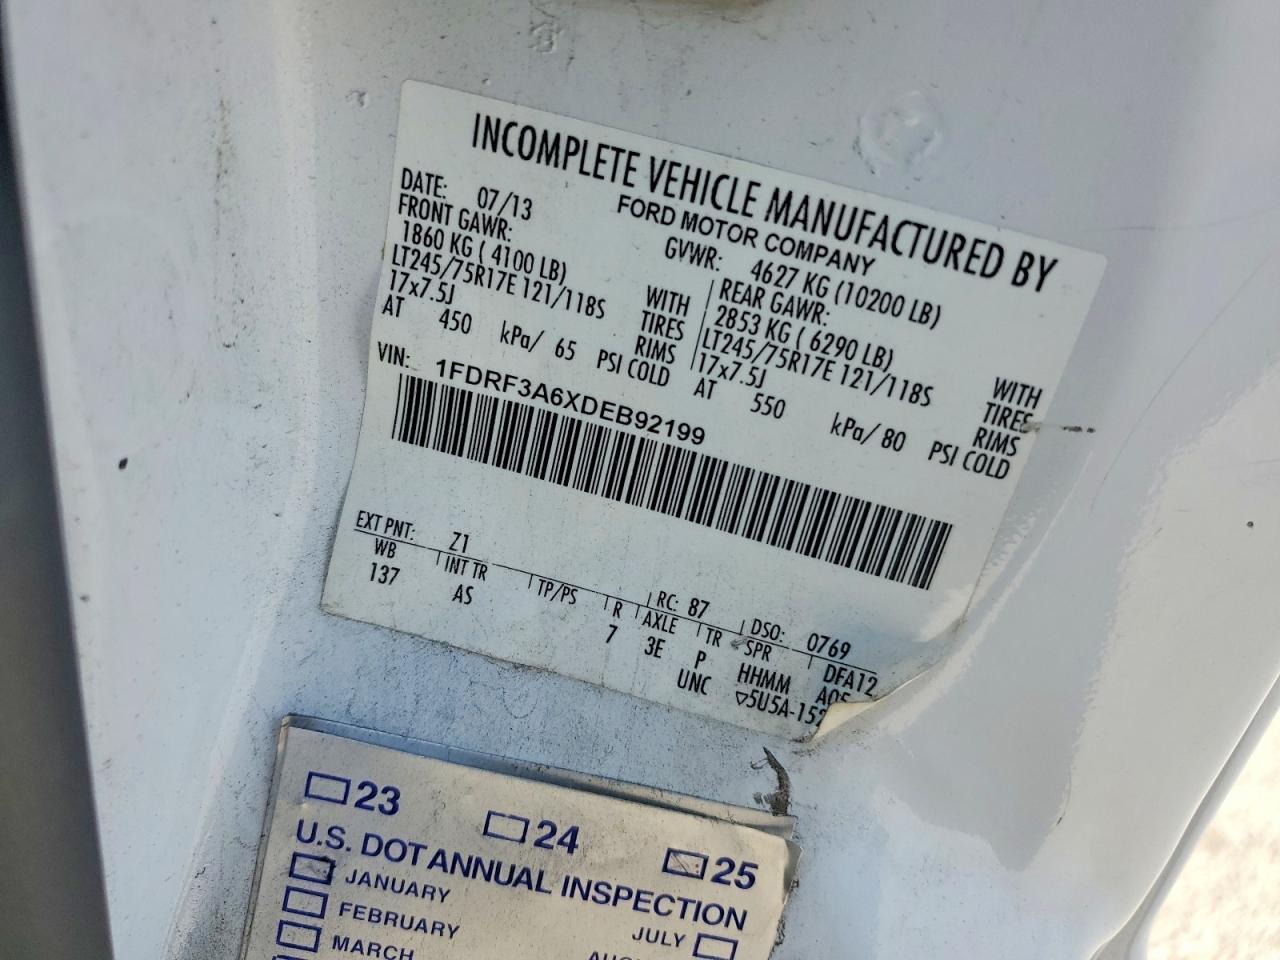 INCOMPLETE VEHICLE MANUFACTURED BY
FORD MOTOR COMPANY
DATE: 07/13
GVWR: 4627 KG (10200 LB)
FRONT GAWR:
1860 KG ( 4100 LB) WITH
LT245/75R17E 121/118S TIRES
17x7.5J RIMS
AT 450 kPa/ 65 PSI COLD
REAR GAWR:
2853 KG ( 6290 LB) WITH
LT245/75R17E 121/118S TIRES
17x7.5J RIMS
AT 550 kPa/ 80 PSI COLD
VIN: 1FDRF3A6XDEB92199
EXT PNT: Z1 RC: 87 DSO: 0769
WB INT TR TP/PS R AXLE TR SPR DFA12
137 AS 7 3E P HHMM
UNC ▽5U5A-152
23 24 25
U.S. DOT ANNUAL INSPECTION
JANUARY JULY
FEBRUARY
MARCH